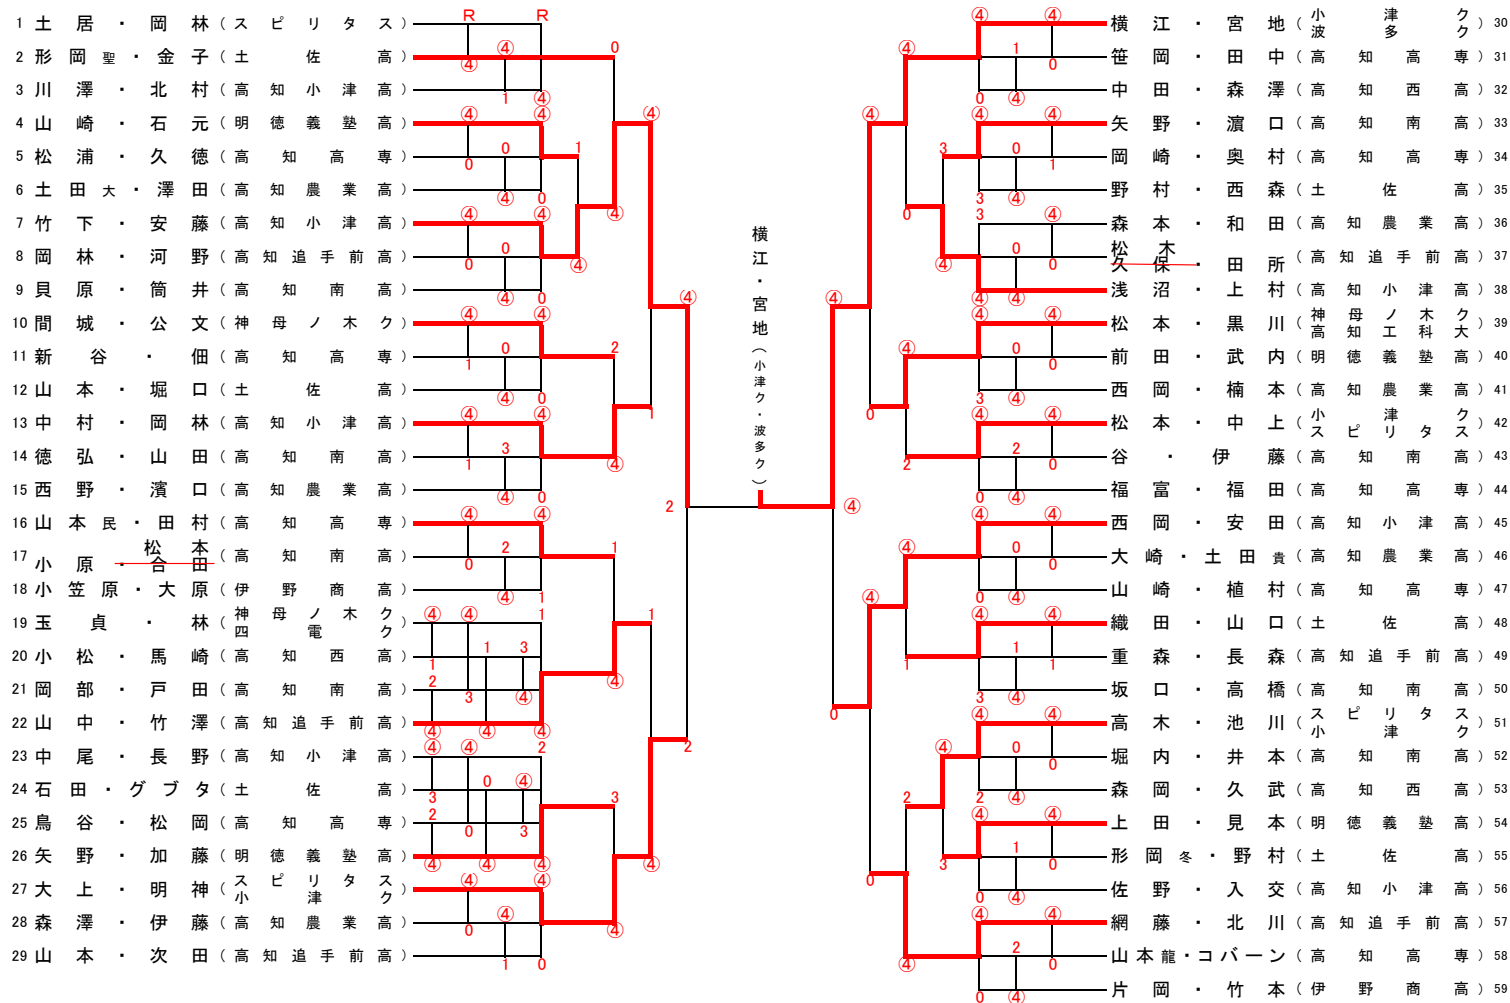 1 土居・岡林（スピリタス）
2 形岡聖・金子（土佐高）
3 川澤・北村（高知小津高）
4 山崎・石元（明徳義塾高）
5 松浦・久徳（高知高専）
6 土田大・澤田（高知農業高）
7 竹下・安藤（高知小津高）
8 岡林・河野（高知追手前高）
9 貝原・筒井（高知南高）
10 間城・公文（神母ノ木ク）
11 新谷・佃（高知高専）
12 山本・堀口（土佐高）
13 中村・岡林（高知小津高）
14 徳弘・山田（高知南高）
15 西野・濱口（高知農業高）
16 山本民・田村（高知高専）
松本
17 小原・合田（高知南高）
18 小笠原・大原（伊野商高）
19 玉貞・林（神母ノ木ク
四電ク）
20 小松・馬崎（高知西高）
21 岡部・戸田（高知南高）
22 山中・竹澤（高知追手前高）
23 中尾・長野（高知小津高）
24 石田・グブタ（土佐高）
25 鳥谷・松岡（高知高専）
26 矢野・加藤（明徳義塾高）
27 大上・明神（スピリタス
小津ク）
28 森澤・伊藤（高知農業高）
29 山本・次田（高知追手前高）
横江・宮地（小津ク・波多ク）
2 ④
横江・宮地（小津ク
波多ク）30
笹岡・田中（高知高専）31
中田・森澤（高知西高）32
矢野・濵口（高知南高）33
岡崎・奥村（高知高専）34
野村・西森（土佐高）35
森本・和田（高知農業高）36
松木
久保・田所（高知追手前高）37
浅沼・上村（高知小津高）38
松本・黒川（神母ノ木ク
高知工科大）39
前田・武内（明徳義塾高）40
西岡・楠本（高知農業高）41
松本・中上（小津ク
スピリタス）42
谷・伊藤（高知南高）43
福富・福田（高知高専）44
西岡・安田（高知小津高）45
大崎・土田貴（高知農業高）46
山崎・植村（高知高専）47
織田・山口（土佐高）48
重森・長森（高知追手前高）49
坂口・高橋（高知南高）50
高木・池川（スピリタス
小津ク）51
堀内・井本（高知南高）52
森岡・久武（高知西高）53
上田・見本（明徳義塾高）54
形岡冬・野村（土佐高）55
佐野・入交（高知小津高）56
網藤・北川（高知追手前高）57
山本龍・コバーン（高知高専）58
片岡・竹本（伊野商高）59